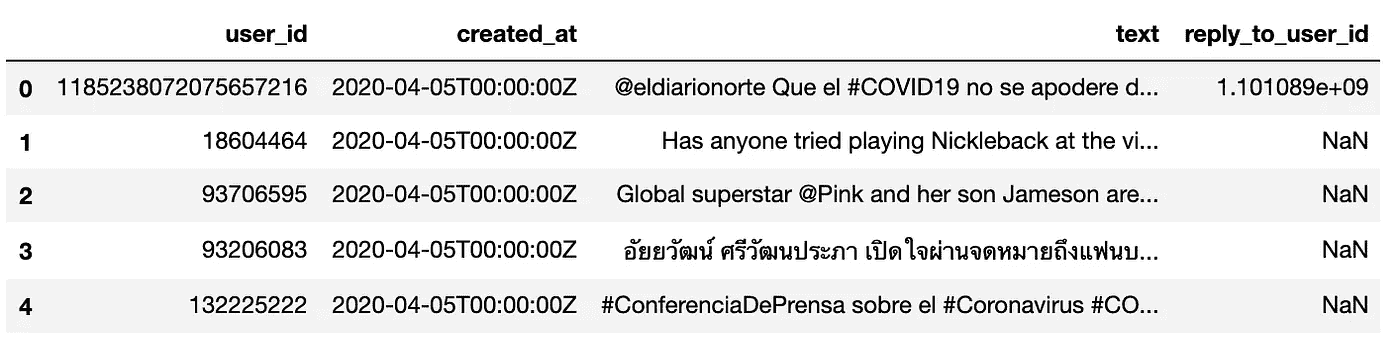 user_id created_at text reply_to_user_id
0 1185238072075657216 2020-04-05T00:00:00Z @eldiarionorte Que el #COVID19 no se apodere d... 1.101089e+09
1 18604464 2020-04-05T00:00:00Z Has anyone tried playing Nickleback at the vi... NaN
2 93706595 2020-04-05T00:00:00Z Global superstar @Pink and her son Jameson are... NaN
3 93206083 2020-04-05T00:00:00Z อัยยวัฒน์ ศรีวัฒนประภา เปิดใจผ่านจดหมายถึงแฟนบ... NaN
4 132225222 2020-04-05T00:00:00Z #ConferenciaDePrensa sobre el #Coronavirus #CO... NaN